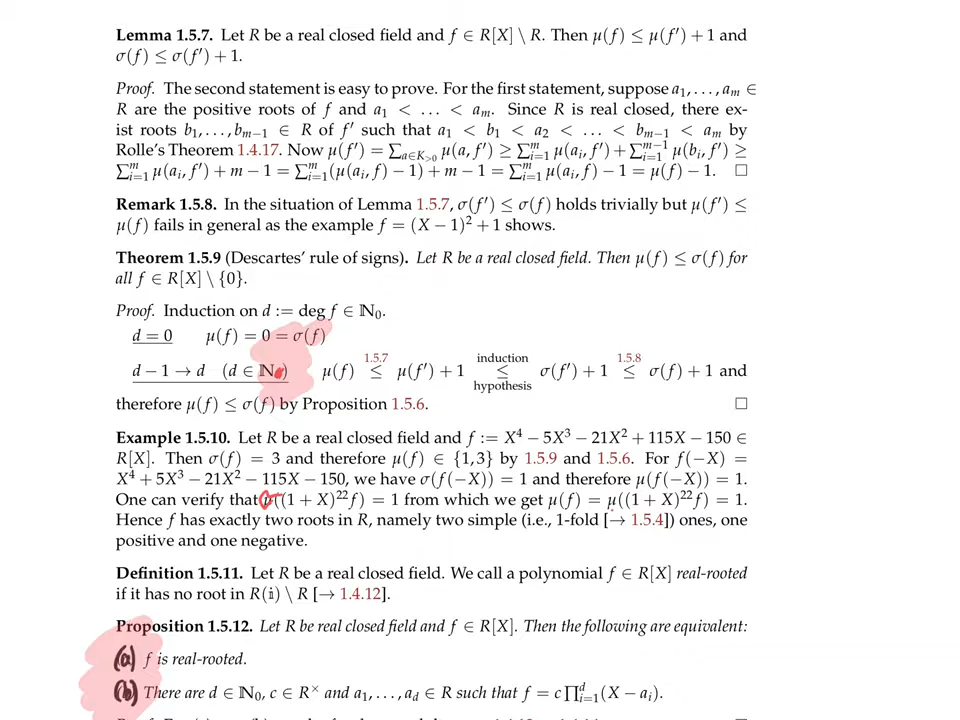 Lemma 1.5.7. Let R be a real closed field and f ∈ R[X] \ R. Then μ(f) ≤ μ(f′) + 1 and
σ(f) ≤ σ(f′) + 1.
Proof. The second statement is easy to prove. For the first statement, suppose a₁, . . . , aₘ ∈
R are the positive roots of f and a₁ < . . . < aₘ. Since R is real closed, there ex-
ist roots b₁, . . . , bₘ₋₁ ∈ R of f′ such that a₁ < b₁ < a₂ < . . . < bₘ₋₁ < aₘ by
Rolle's Theorem 1.4.17. Now μ(f′) = ∑_{a∈K_{>0}} μ(a, f′) ≥ ∑_{i=1}^{m} μ(aᵢ, f′) + ∑_{i=1}^{m−1} μ(bᵢ, f′) ≥
∑_{i=1}^{m} μ(aᵢ, f′) + m − 1 = ∑_{i=1}^{m} (μ(aᵢ, f) − 1) + m − 1 = ∑_{i=1}^{m} μ(aᵢ, f) − 1 = μ(f) − 1. □
Remark 1.5.8. In the situation of Lemma 1.5.7, σ(f′) ≤ σ(f) holds trivially but μ(f′) ≤
μ(f) fails in general as the example f = (X − 1)² + 1 shows.
Theorem 1.5.9 (Descartes' rule of signs). Let R be a real closed field. Then μ(f) ≤ σ(f) for
all f ∈ R[X] \ {0}.
Proof. Induction on d := deg f ∈ ℕ₀.
d = 0 μ(f) = 0 = σ(f)
d − 1 → d (d ∈ ℕ) μ(f) ≤ (1.5.7) μ(f′) + 1 ≤ (induction hypothesis) σ(f′) + 1 ≤ (1.5.8) σ(f) + 1 and
therefore μ(f) ≤ σ(f) by Proposition 1.5.6. □
Example 1.5.10. Let R be a real closed field and f := X⁴ − 5X³ − 21X² + 115X − 150 ∈
R[X]. Then σ(f) = 3 and therefore μ(f) ∈ {1, 3} by 1.5.9 and 1.5.6. For f(−X) =
X⁴ + 5X³ − 21X² − 115X − 150, we have σ(f(−X)) = 1 and therefore μ(f(−X)) = 1.
One can verify that σ((1 + X)²² f) = 1 from which we get μ(f) = μ((1 + X)²² f) = 1.
Hence f has exactly two roots in R, namely two simple (i.e., 1-fold [→ 1.5.4]) ones, one
positive and one negative.
Definition 1.5.11. Let R be a real closed field. We call a polynomial f ∈ R[X] real-rooted
if it has no root in R(i) \ R [→ 1.4.12].
Proposition 1.5.12. Let R be real closed field and f ∈ R[X]. Then the following are equivalent:
(a) f is real-rooted.
(b) There are d ∈ ℕ₀, c ∈ R^× and a₁, . . . , a_d ∈ R such that f = c ∏_{i=1}^{d} (X − aᵢ).